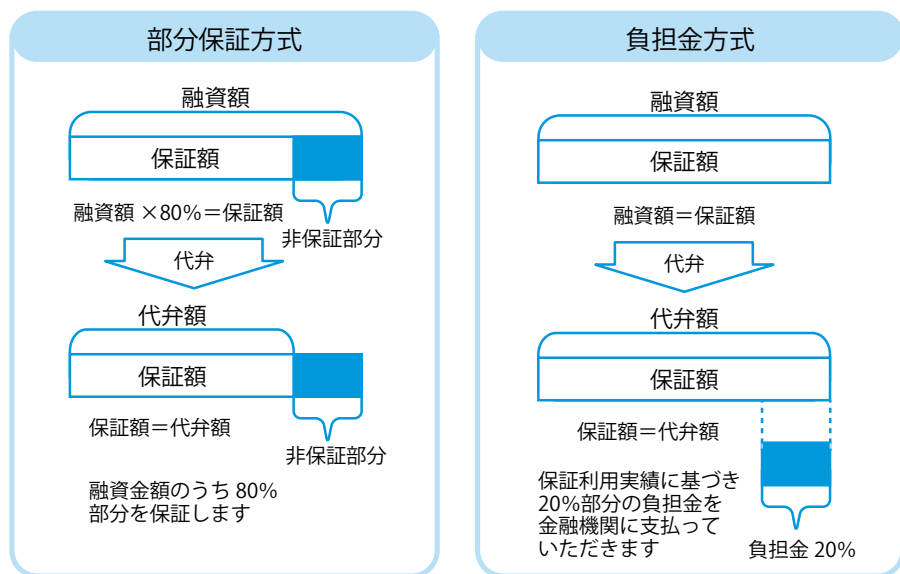 部分保証方式
融資額
保証額
融資額 ×80%＝保証額
非保証部分
代弁
代弁額
保証額
保証額＝代弁額
非保証部分
融資金額のうち 80%
部分を保証します
負担金方式
融資額
保証額
融資額＝保証額
代弁
代弁額
保証額
保証額＝代弁額
保証利用実績に基づき
20%部分の負担金を
金融機関に支払って
いただきます
負担金 20%